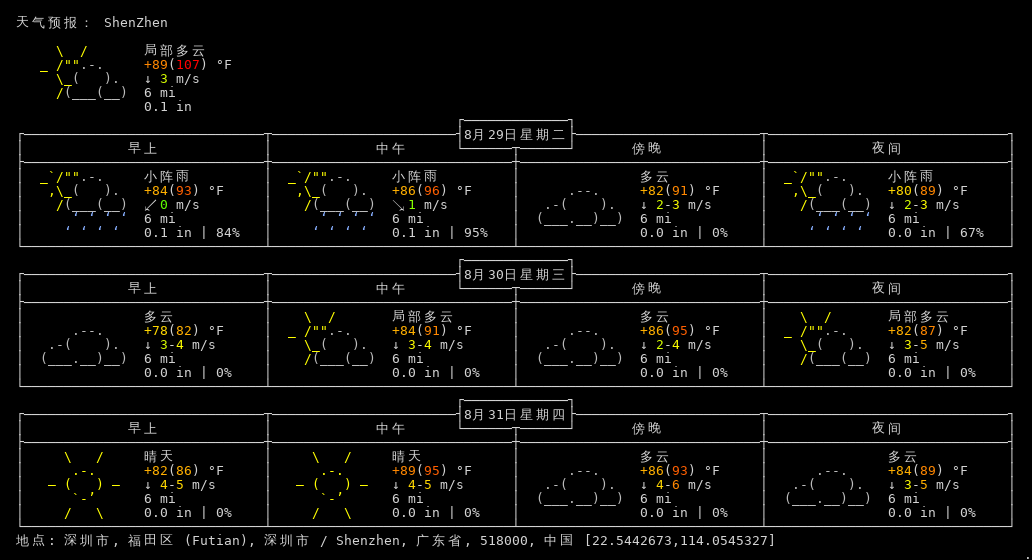 天气预报： ShenZhen
局部多云
+89(107) °F
↓ 3 m/s
6 mi
0.1 in
8月29日星期二
早上 中午 傍晚 夜间
小阵雨 小阵雨 多云 小阵雨
+84(93) °F +86(96) °F +82(91) °F +80(89) °F
↙ 0 m/s ↘ 1 m/s ↓ 2-3 m/s ↓ 2-3 m/s
6 mi 6 mi 6 mi 6 mi
0.1 in | 84% 0.1 in | 95% 0.0 in | 0% 0.0 in | 67%
8月30日星期三
早上 中午 傍晚 夜间
多云 局部多云 多云 局部多云
+78(82) °F +84(91) °F +86(95) °F +82(87) °F
↓ 3-4 m/s ↓ 3-4 m/s ↓ 2-4 m/s ↓ 3-5 m/s
6 mi 6 mi 6 mi 6 mi
0.0 in | 0% 0.0 in | 0% 0.0 in | 0% 0.0 in | 0%
8月31日星期四
早上 中午 傍晚 夜间
晴天 晴天 多云 多云
+82(86) °F +89(95) °F +86(93) °F +84(89) °F
↓ 4-5 m/s ↓ 4-5 m/s ↓ 4-6 m/s ↓ 3-5 m/s
6 mi 6 mi 6 mi 6 mi
0.0 in | 0% 0.0 in | 0% 0.0 in | 0% 0.0 in | 0%
地点: 深圳市, 福田区 (Futian), 深圳市 / Shenzhen, 广东省, 518000, 中国 [22.5442673,114.0545327]